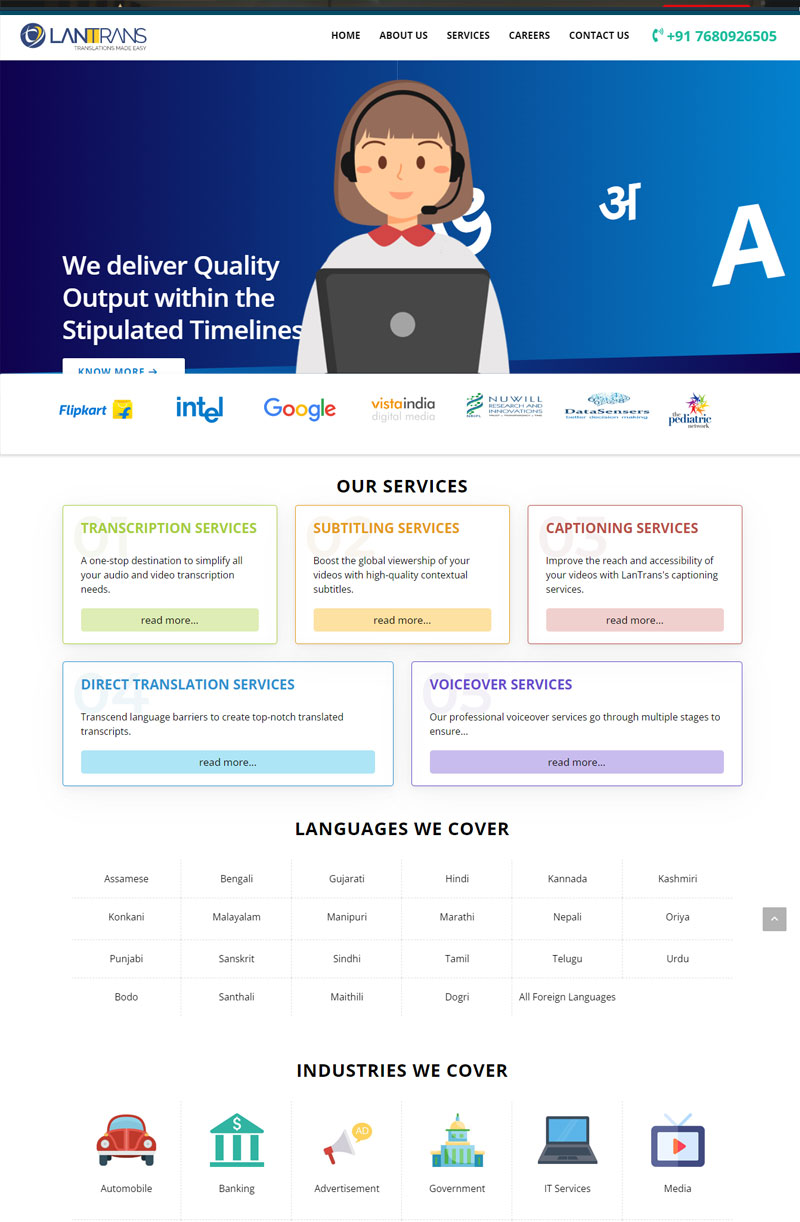 LANTRANS
TRANSLATIONS MADE EASY
HOME ABOUT US SERVICES CAREERS CONTACT US +91 7680926505
अ
A
We deliver Quality
Output within the
Stipulated Timelines
KNOW MORE →
Flipkart intel Google vistaindia digital media NUWILL RESEARCH AND INNOVATIONS DataSensers better decision making the pediatric network
OUR SERVICES
01 02 03
TRANSCRIPTION SERVICES SUBTITLING SERVICES CAPTIONING SERVICES
A one-stop destination to simplify all your audio and video transcription needs.
Boost the global viewership of your videos with high-quality contextual subtitles.
Improve the reach and accessibility of your videos with LanTrans's captioning services.
read more... read more... read more...
04 05
DIRECT TRANSLATION SERVICES VOICEOVER SERVICES
Transcend language barriers to create top-notch translated transcripts.
Our professional voiceover services go through multiple stages to ensure...
read more... read more...
LANGUAGES WE COVER
Assamese Bengali Gujarati Hindi Kannada Kashmiri
Konkani Malayalam Manipuri Marathi Nepali Oriya
Punjabi Sanskrit Sindhi Tamil Telugu Urdu
Bodo Santhali Maithili Dogri All Foreign Languages
INDUSTRIES WE COVER
$ AD
Automobile Banking Advertisement Government IT Services Media